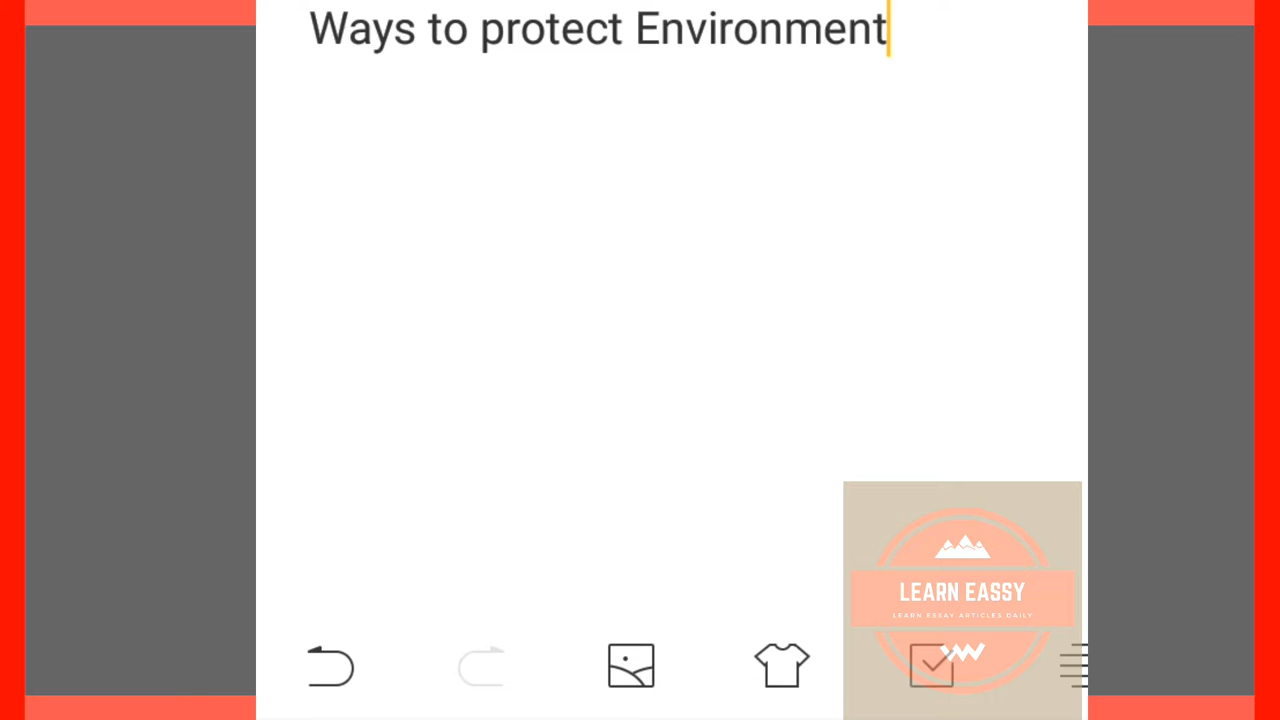 Ways to protect Environment
LEARN EASSY
LEARN ESSAY ARTICLES DAILY